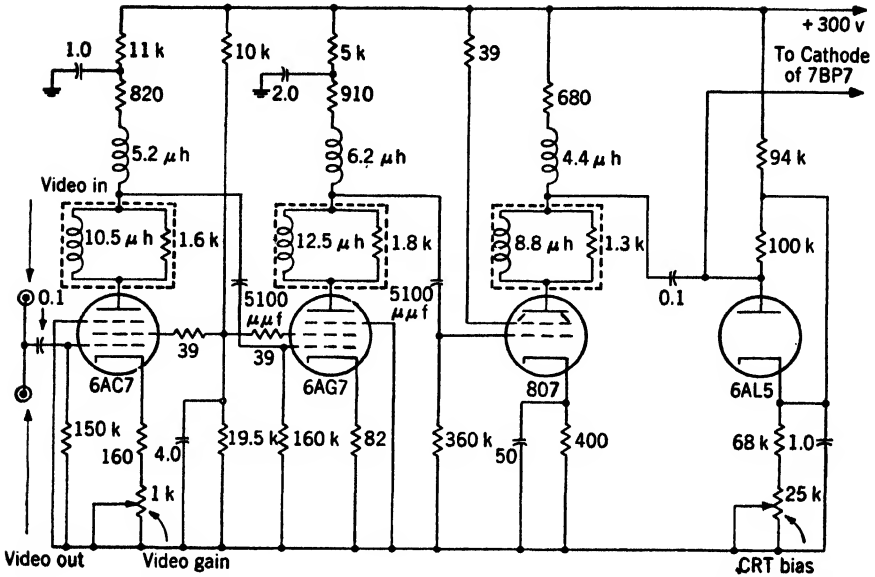 + 300 v
To Cathode
of 7BP7
1.0
11 k
10 k
5 k
39
820
2.0
910
680
94 k
5.2 μh
6.2 μh
4.4 μh
Video in
10.5 μh
1.6 k
12.5 μh
1.8 k
8.8 μh
1.3 k
100 k
0.1
5100
μμf
5100
μμf
0.1
39
39
6AC7
6AG7
807
6AL5
150 k
160
4.0
19.5 k
160 k
82
360 k
50
400
68 k
1.0
1 k
25 k
Video out
Video gain
CRT bias